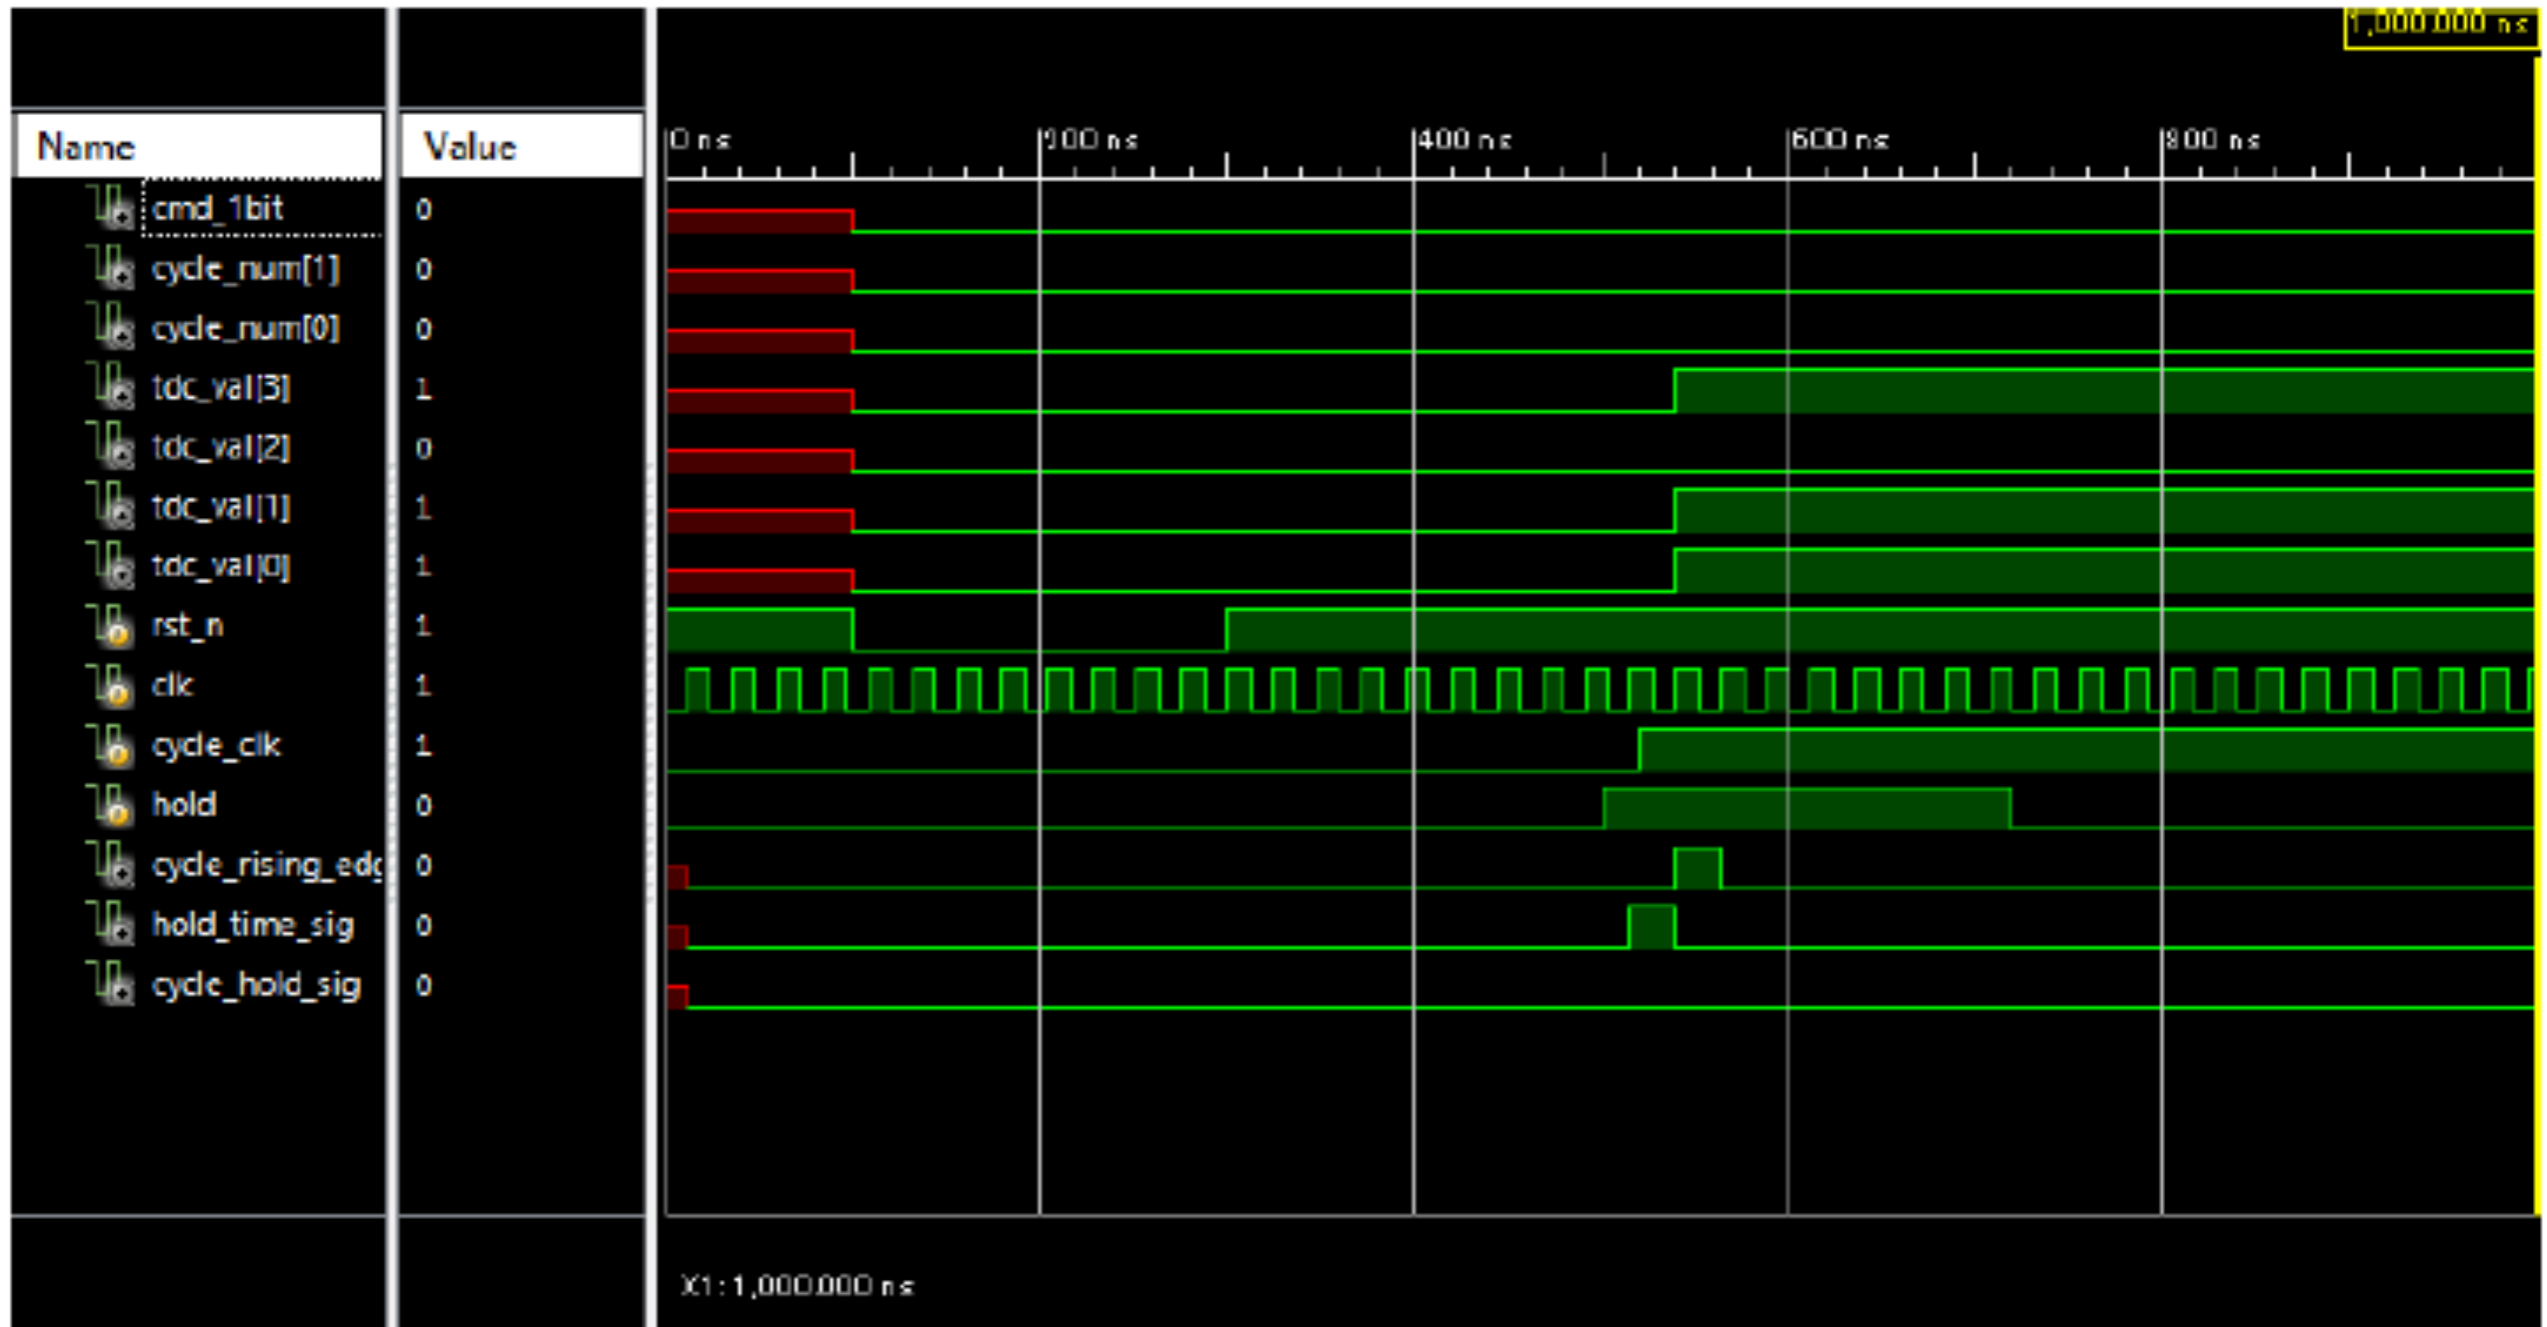 1,000.000 ns
Name Value
0 ns 400 ns 600 ns 800 ns
cmd_1bit 0
cycle_num[1] 0
cycle_num[0] 0
tdc_val[3] 1
tdc_val[2] 0
tdc_val[1] 1
tdc_val[0] 1
rst_n 1
clk 1
cycle_clk 1
hold 0
cycle_rising_edg 0
hold_time_sig 0
cycle_hold_sig 0
X1: 1,000.000 ns